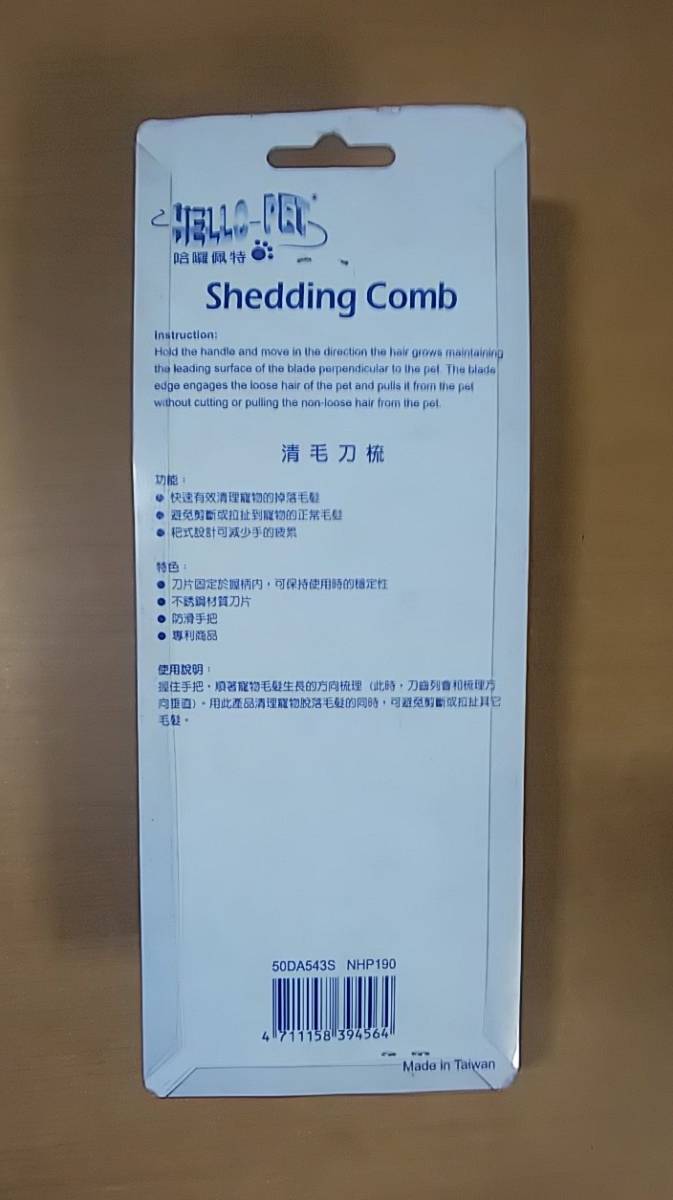 HELLO-PET
哈囉佩特
Shedding Comb
Instruction:
Hold the handle and move in the direction the hair grows maintaining
the leading surface of the blade perpendicular to the pet. The blade
edge engages the loose hair of the pet and pulls it from the pet
without cutting or pulling the non-loose hair from the pet.
清毛刀梳
功能：
● 快速有效清理寵物的掉落毛髮
● 避免剪斷或拉扯到寵物的正常毛髮
● 耙式設計可減少手的疲累
特色：
● 刀片固定於握柄內，可保持使用時的穩定性
● 不銹鋼材質刀片
● 防滑手把
● 專利商品
使用說明：
握住手把，順著寵物毛髮生長的方向梳理（此時，刀齒列會和梳理方
向垂直）。用此產品清理寵物脫落毛髮的同時，可避免剪斷或拉扯其它
毛髮。
50DA543S NHP190
4 711158 394564
Made in Taiwan